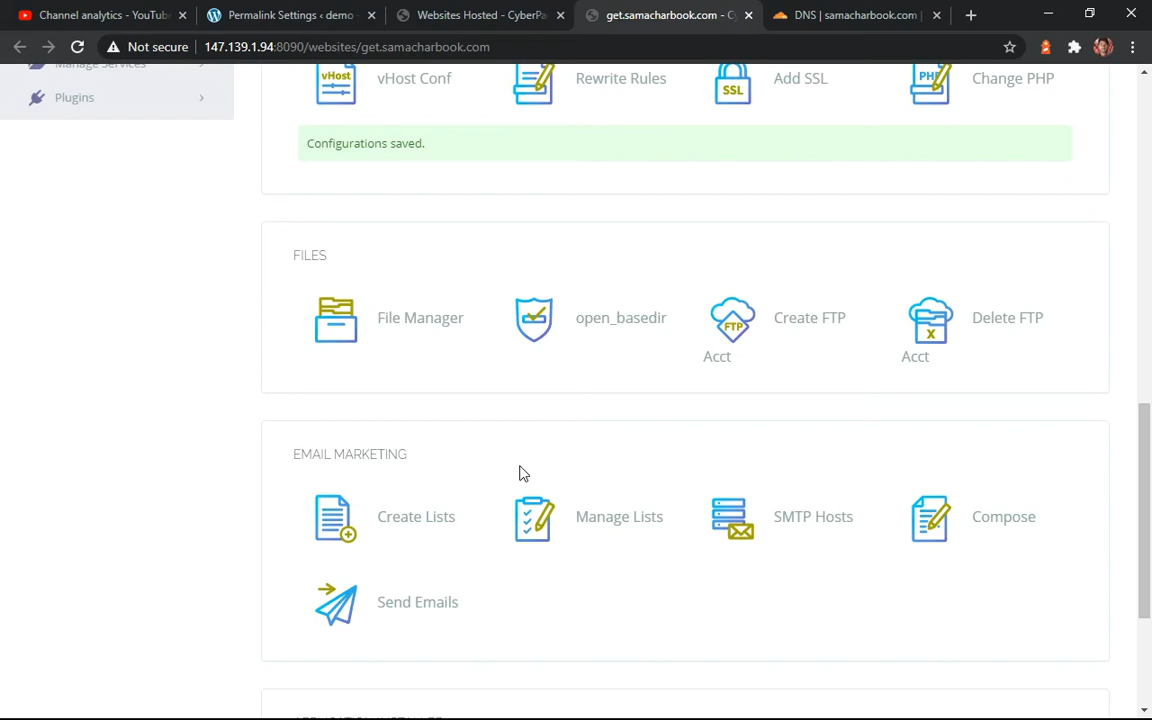 Channel analytics - YouTub
Permalink Settings ‹ demo
Websites Hosted - CyberPa
get.samacharbook.com - C
DNS | samacharbook.com |
Not secure
147.139.1.94:8090/websites/get.samacharbook.com
Manage Services
Plugins
vHost
vHost Conf
Rewrite Rules
SSL
Add SSL
PHP
Change PHP
Configurations saved.
FILES
File Manager
open_basedir
FTP
Create FTP
Acct
Delete FTP
Acct
EMAIL MARKETING
Create Lists
Manage Lists
SMTP Hosts
Compose
Send Emails